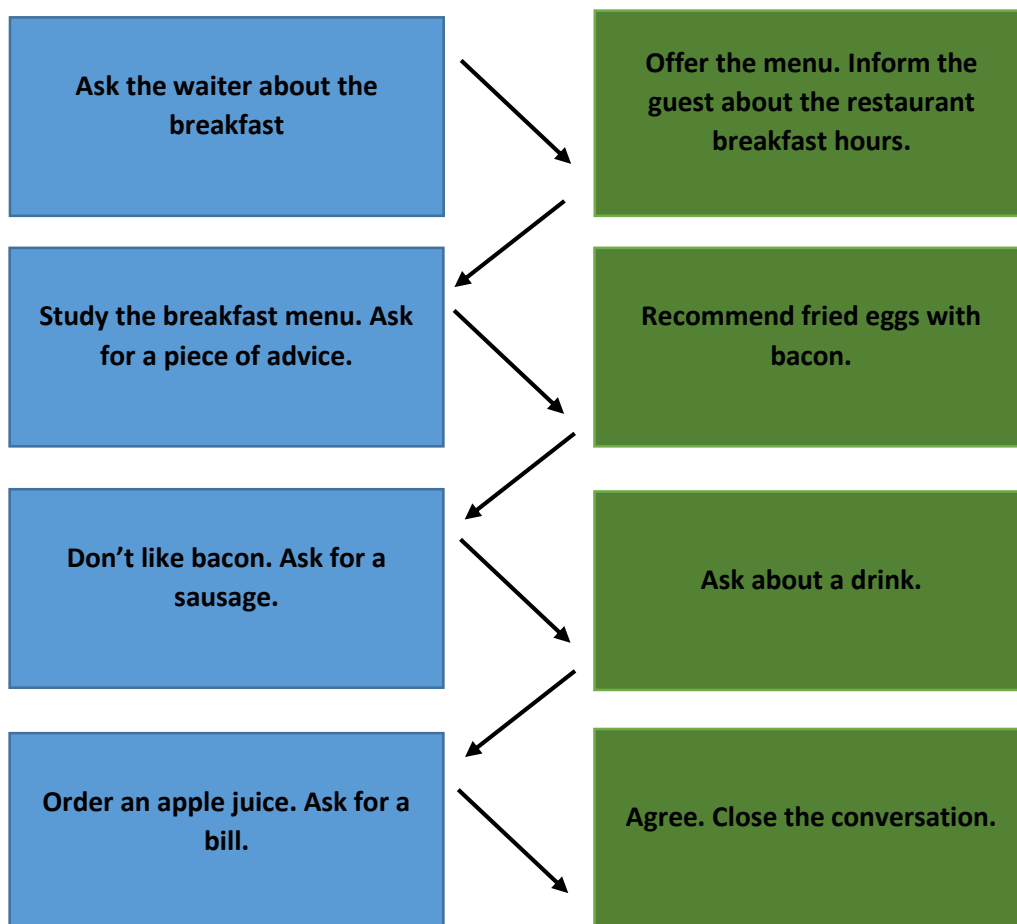 Ask the waiter about the
breakfast
Offer the menu. Inform the
guest about the restaurant
breakfast hours.
Study the breakfast menu. Ask
for a piece of advice.
Recommend fried eggs with
bacon.
Don’t like bacon. Ask for a
sausage.
Ask about a drink.
Order an apple juice. Ask for a
bill.
Agree. Close the conversation.